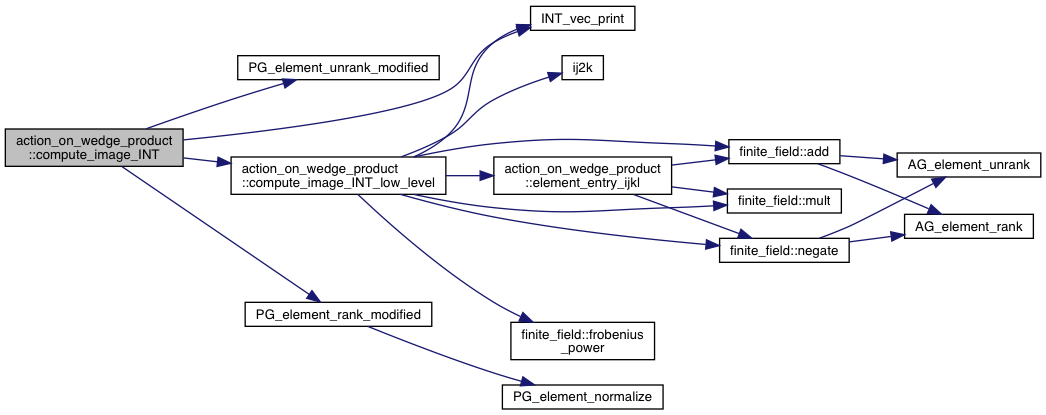 INT_vec_print
PG_element_unrank_modified
ij2k
action_on_wedge_product
::compute_image_INT
action_on_wedge_product
::compute_image_INT_low_level
action_on_wedge_product
::element_entry_ijkl
finite_field::add
AG_element_unrank
finite_field::mult
AG_element_rank
finite_field::negate
PG_element_rank_modified
finite_field::frobenius
_power
PG_element_normalize